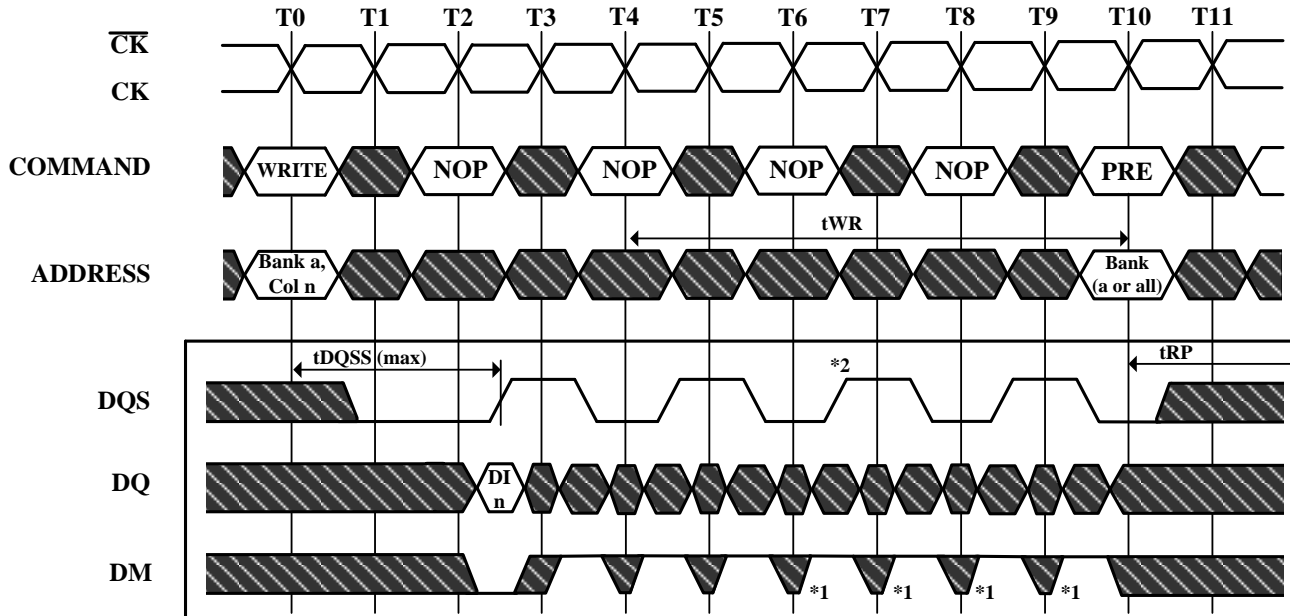 T0 T1 T2 T3 T4 T5 T6 T7 T8 T9 T10 T11
CK
CK
COMMAND
WRITE NOP NOP NOP NOP PRE
tWR
ADDRESS
Bank a,
Col n
Bank
(a or all)
tDQSS (max)
*2
tRP
DQS
DQ
DI
n
DM
*1 *1 *1 *1